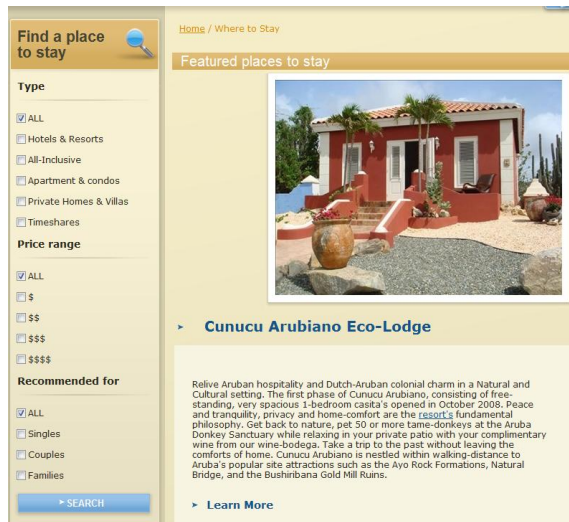 Find a place
to stay
Type
ALL
Hotels & Resorts
All-Inclusive
Apartment & condos
Private Homes & Villas
Timeshares
Price range
ALL
$
$$
$$$
$$$$
Recommended for
ALL
Singles
Couples
Families
SEARCH
Home / Where to Stay
Featured places to stay
Cunucu Arubiano Eco-Lodge
Relive Aruban hospitality and Dutch-Aruban colonial charm in a Natural and
Cultural setting. The first phase of Cunucu Arubiano, consisting of free-
standing, very spacious 1-bedroom casita's opened in October 2008. Peace
and tranquility, privacy and home-comfort are the resort's fundamental
philosophy. Get back to nature, pet 50 or more tame-donkeys at the Aruba
Donkey Sanctuary while relaxing in your private patio with your complimentary
wine from our wine-bodega. Take a trip to the past without leaving the
comforts of home. Cunucu Arubiano is nestled within walking-distance to
Aruba's popular site attractions such as the Ayo Rock Formations, Natural
Bridge, and the Bushiribana Gold Mill Ruins.
Learn More